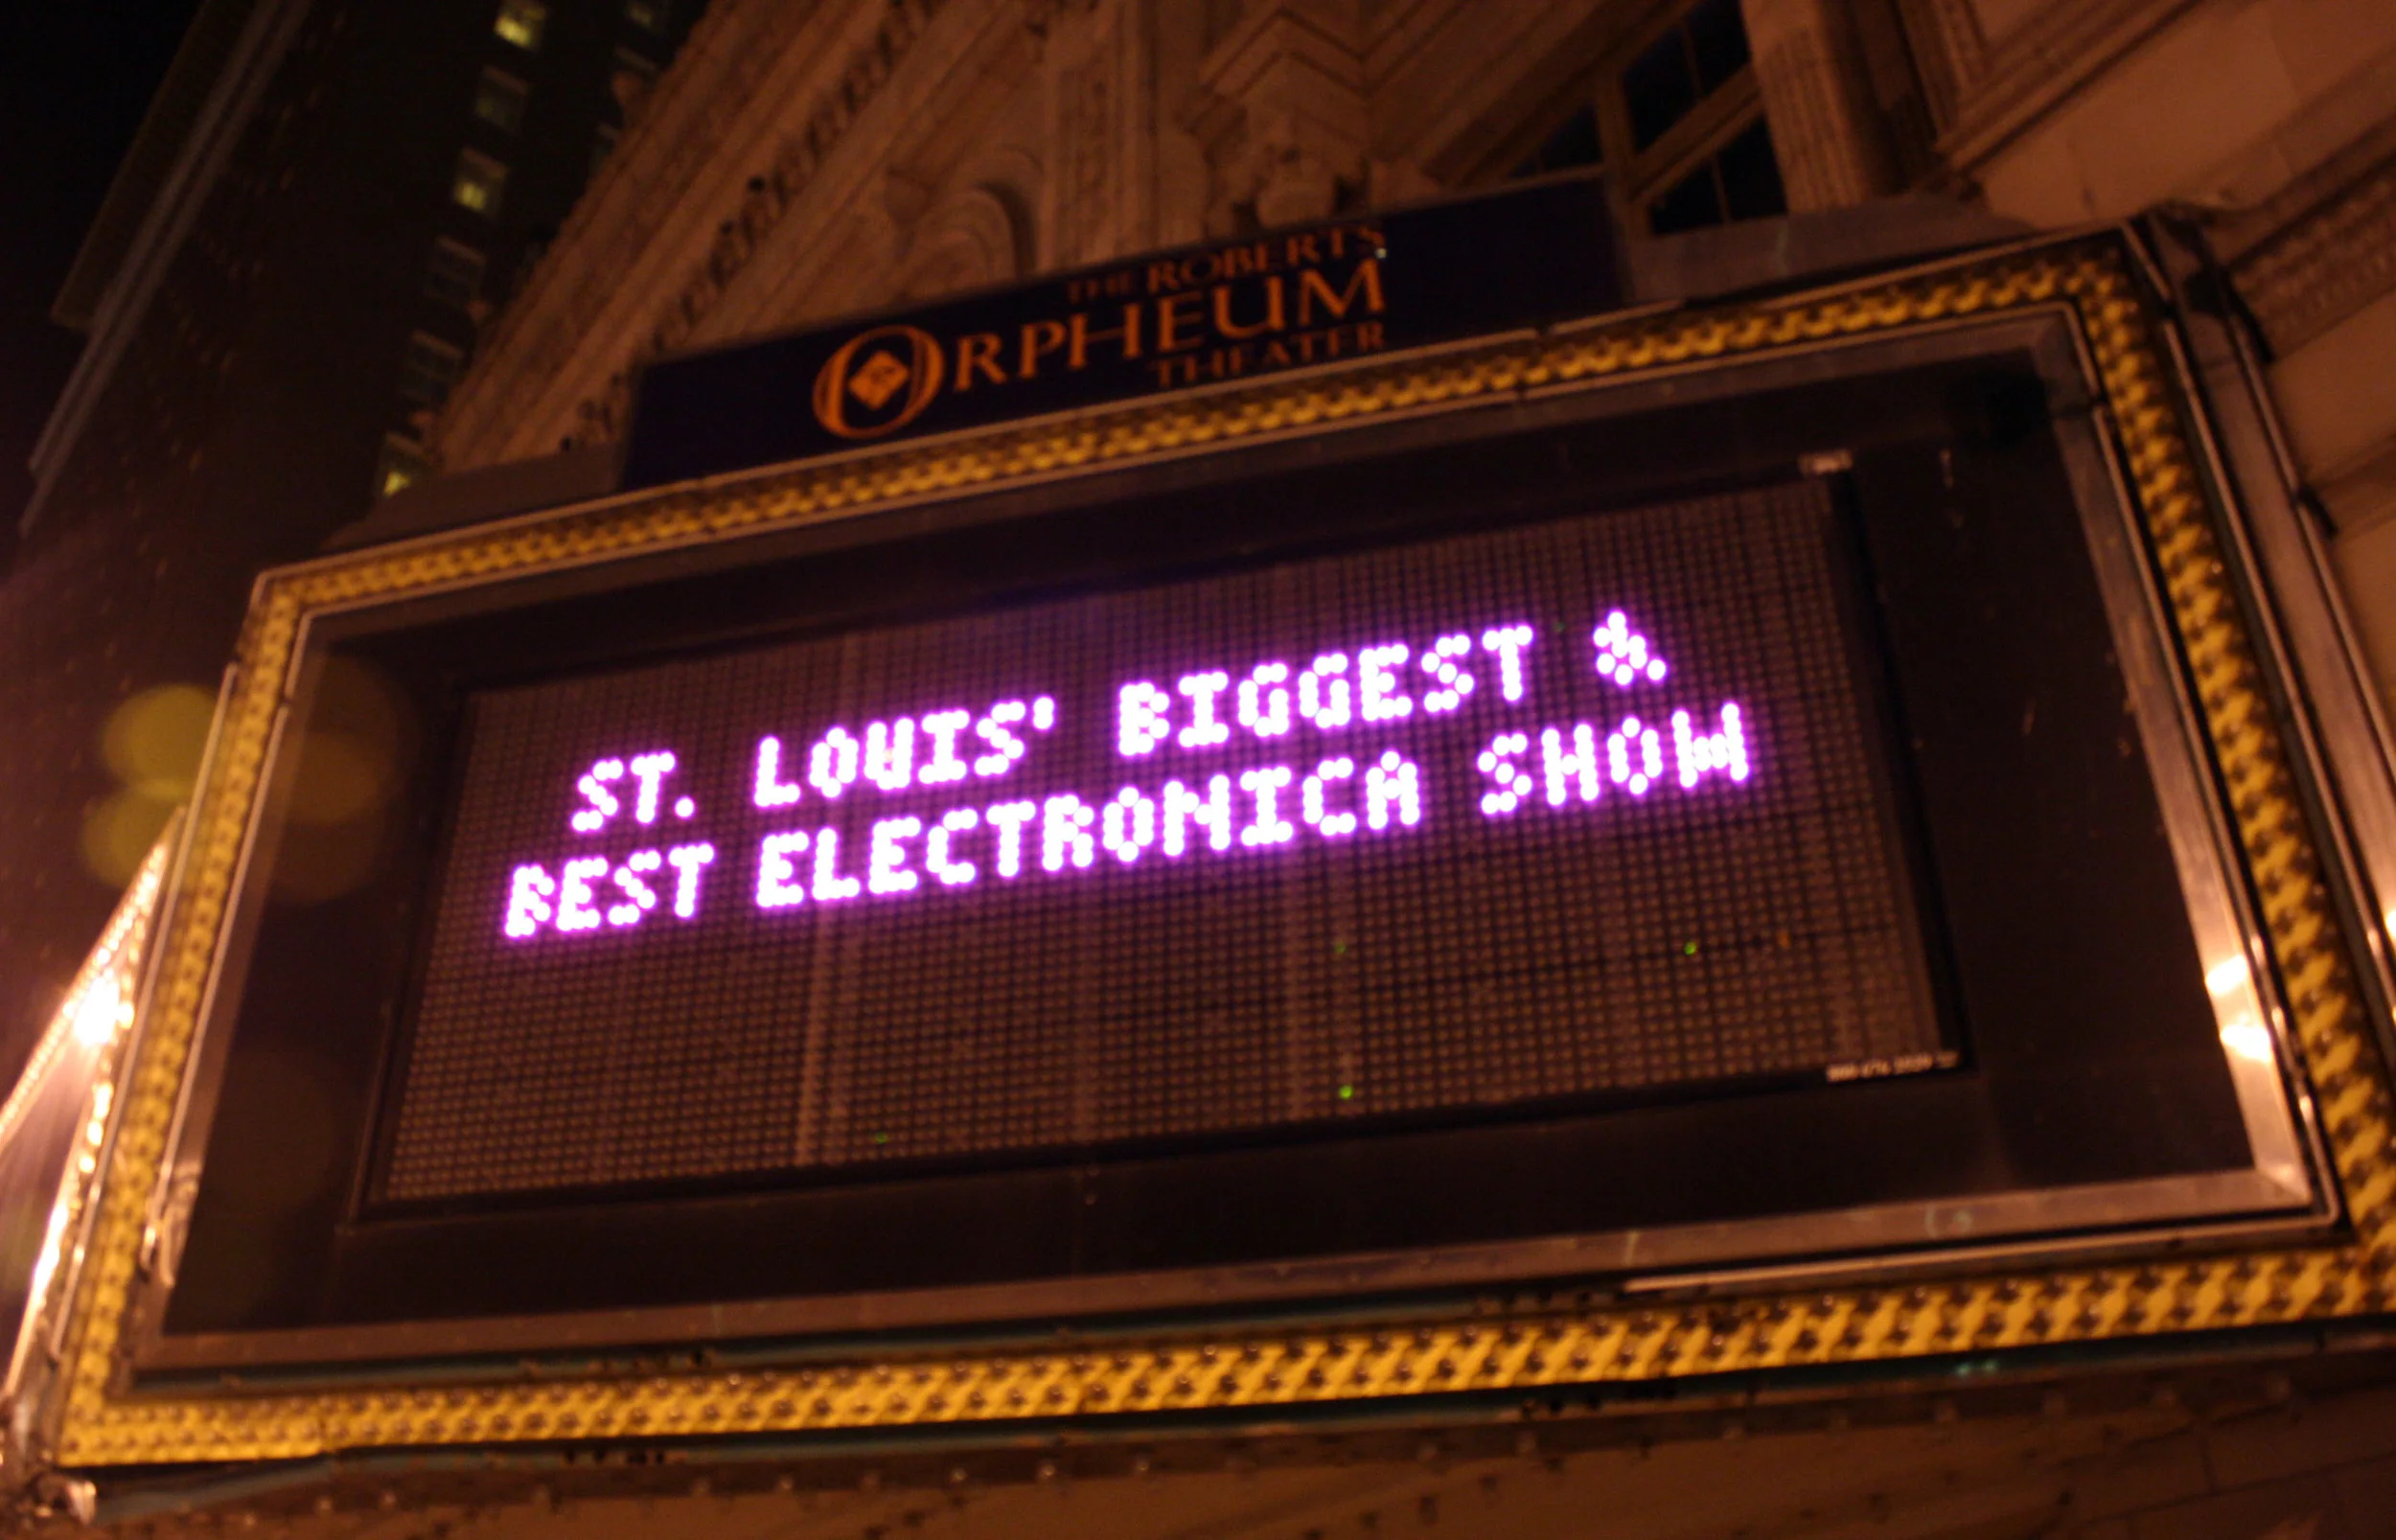 THE ROBERTS
ORPHEUM
THEATER
ST. LOUIS' BIGGEST &
BEST ELECTRONICA SHOW